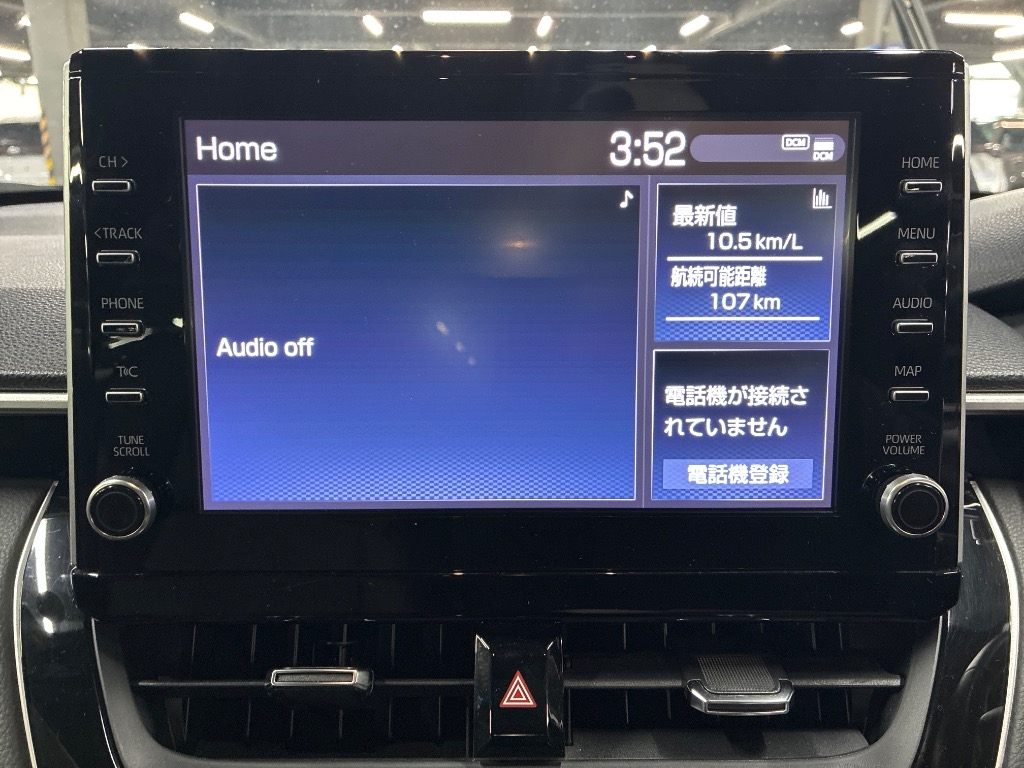 CH >
<TRACK
PHONE
TUNE
SCROLL
Home
3:52
DCM
DCM
Audio off
最新値
10.5 km/L
航続可能距離
107 km
電話機が接続さ
れていません
電話機登録
HOME
MENU
AUDIO
MAP
POWER
VOLUME